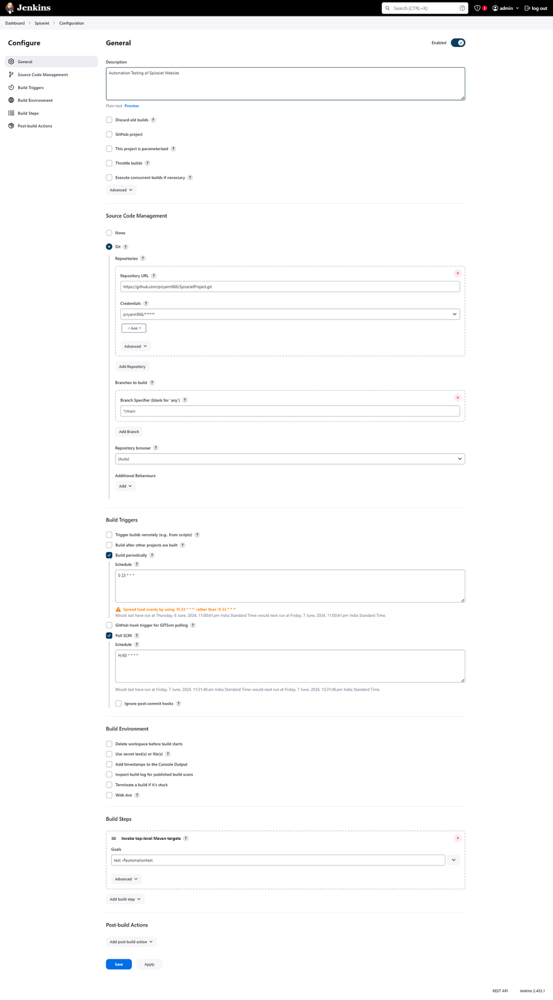 Jenkins
Search (CTRL+K) ?
1
admin
log out
Dashboard > SpiceJet > Configuration
Configure
General
Source Code Management
Build Triggers
Build Environment
Build Steps
Post-build Actions
General
Enabled
Description
Automation Testing of SpiceJet Website
Plain text Preview
Discard old builds ?
GitHub project
This project is parameterized ?
Throttle builds ?
Execute concurrent builds if necessary ?
Advanced
Source Code Management
None
Git ?
Repositories ?
Repository URL ?
https://github.com/priyann966/SpiceJetProject.git
Credentials ?
priyann966/******
+ Add
Advanced
Add Repository
Branches to build ?
Branch Specifier (blank for 'any') ?
*/main
Add Branch
Repository browser ?
(Auto)
Additional Behaviours
Add
Build Triggers
Trigger builds remotely (e.g., from scripts) ?
Build after other projects are built ?
Build periodically ?
Schedule ?
0 23 * * *
Spread load evenly by using 'H 23 * * *' rather than '0 23 * * *'
Would last have run at Thursday, 6 June, 2024, 11:00:41 pm India Standard Time; would next run at Friday, 7 June, 2024, 11:00:41 pm India Standard Time.
GitHub hook trigger for GITScm polling ?
Poll SCM ?
Schedule ?
H/60 * * * *
Would last have run at Friday, 7 June, 2024, 11:31:46 am India Standard Time; would next run at Friday, 7 June, 2024, 12:31:46 pm India Standard Time.
Ignore post-commit hooks ?
Build Environment
Delete workspace before build starts
Use secret text(s) or file(s) ?
Add timestamps to the Console Output
Inspect build log for published build scans
Terminate a build if it's stuck
With Ant ?
Build Steps
Invoke top-level Maven targets ?
Goals
test -Pautomationtest
Advanced
Add build step
Post-build Actions
Add post-build action
Save
Apply
REST API
Jenkins 2.452.1